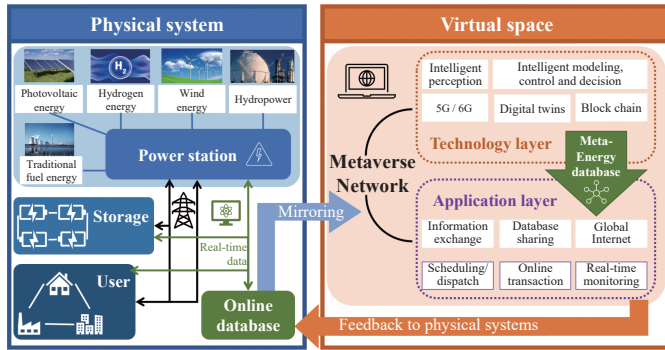 Physical system
H₂
Photovoltaic
energy
Hydrogen
energy
Wind
energy
Hydropower
Traditional
fuel energy
Power station
Storage
Real-time
data
User
Online
database
Mirroring
Virtual space
Intelligent
perception
Intelligent modeling,
control and decision
5G / 6G
Digital twins
Block chain
Technology layer
Metaverse
Network
Meta-
Energy
database
Application layer
Information
exchange
Database
sharing
Global
Internet
Scheduling/
dispatch
Online
transaction
Real-time
monitoring
Feedback to physical systems